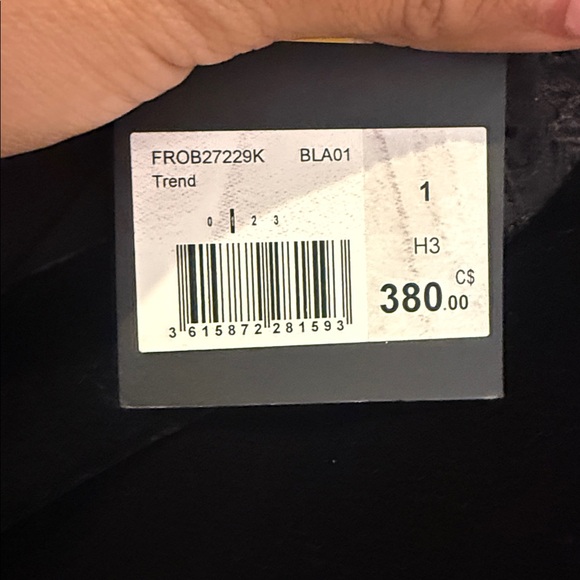 FROB27229K BLA01
Trend
0 1 2 3
3 615872 281593
1
H3
C$
380.00